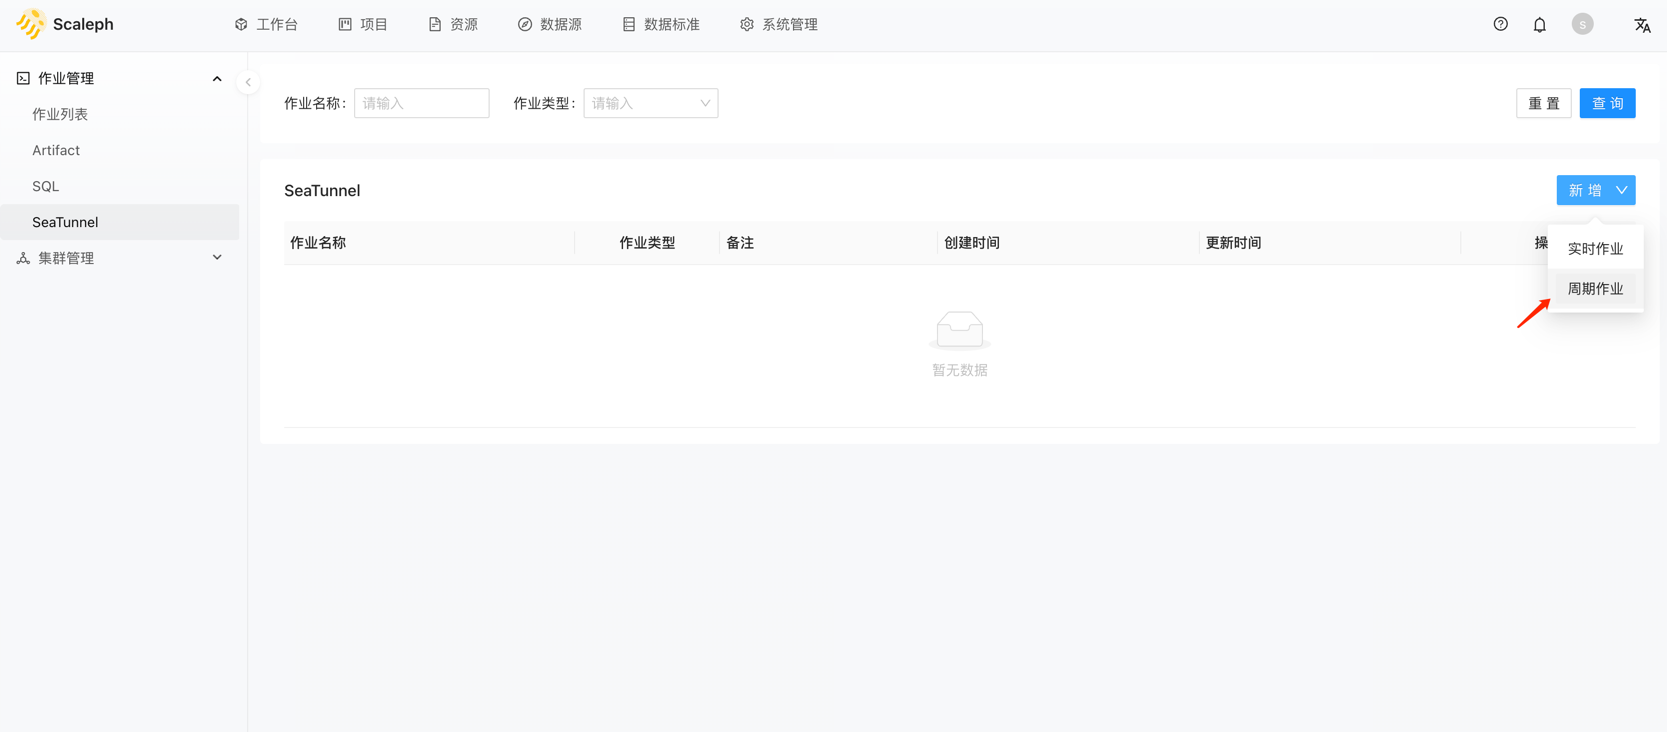 Scaleph 工作台 项目 资源 数据源 数据标准 系统管理 S
作业管理
作业列表
Artifact
SQL
SeaTunnel
集群管理
作业名称: 请输入 作业类型: 请输入 重 置 查 询
SeaTunnel 新 增
作业名称 作业类型 备注 创建时间 更新时间 操
实时作业
周期作业
暂无数据